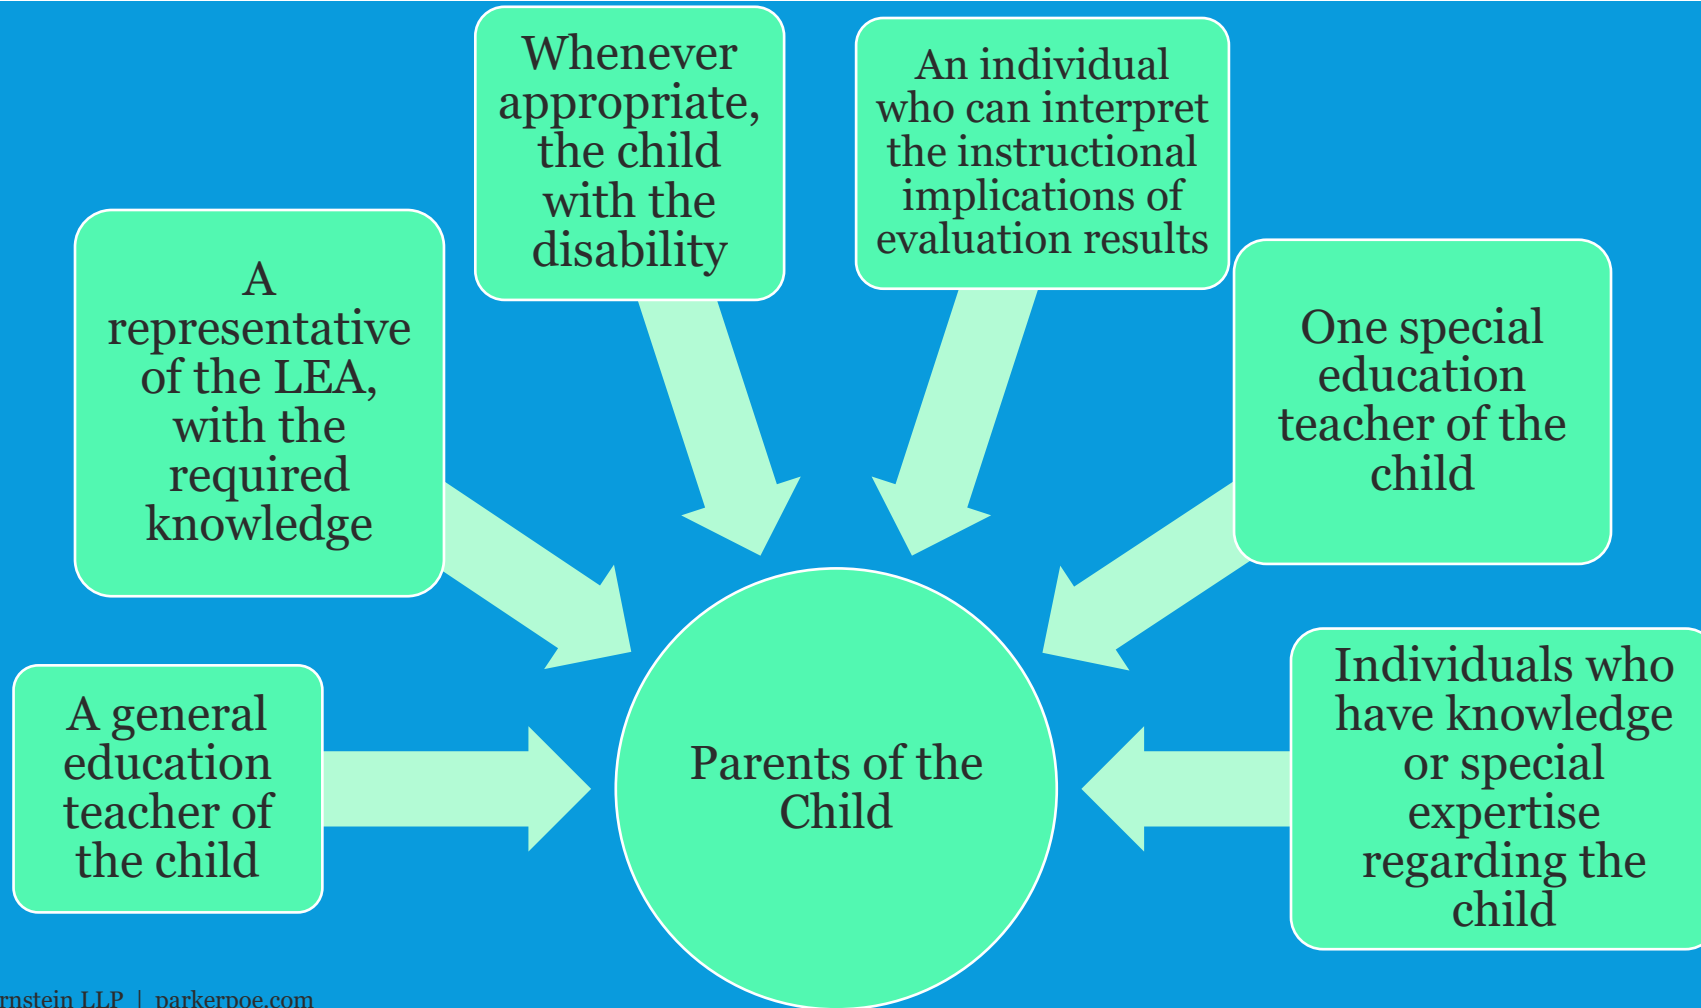 Whenever
appropriate,
the child
with the
disability
An individual
who can interpret
the instructional
implications of
evaluation results
A
representative
of the LEA,
with the
required
knowledge
One special
education
teacher of the
child
A general
education
teacher of
the child
Parents of the
Child
Individuals who
have knowledge
or special
expertise
regarding the
child
LLP | parkerpoe.com